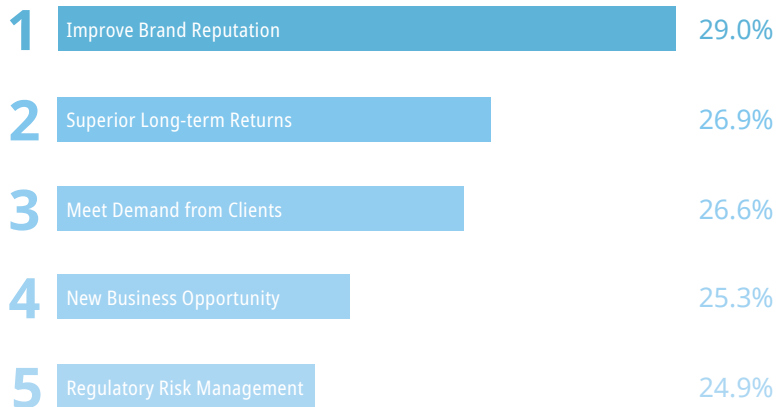 1 Improve Brand Reputation 29.0%
2 Superior Long-term Returns 26.9%
3 Meet Demand from Clients 26.6%
4 New Business Opportunity 25.3%
5 Regulatory Risk Management 24.9%